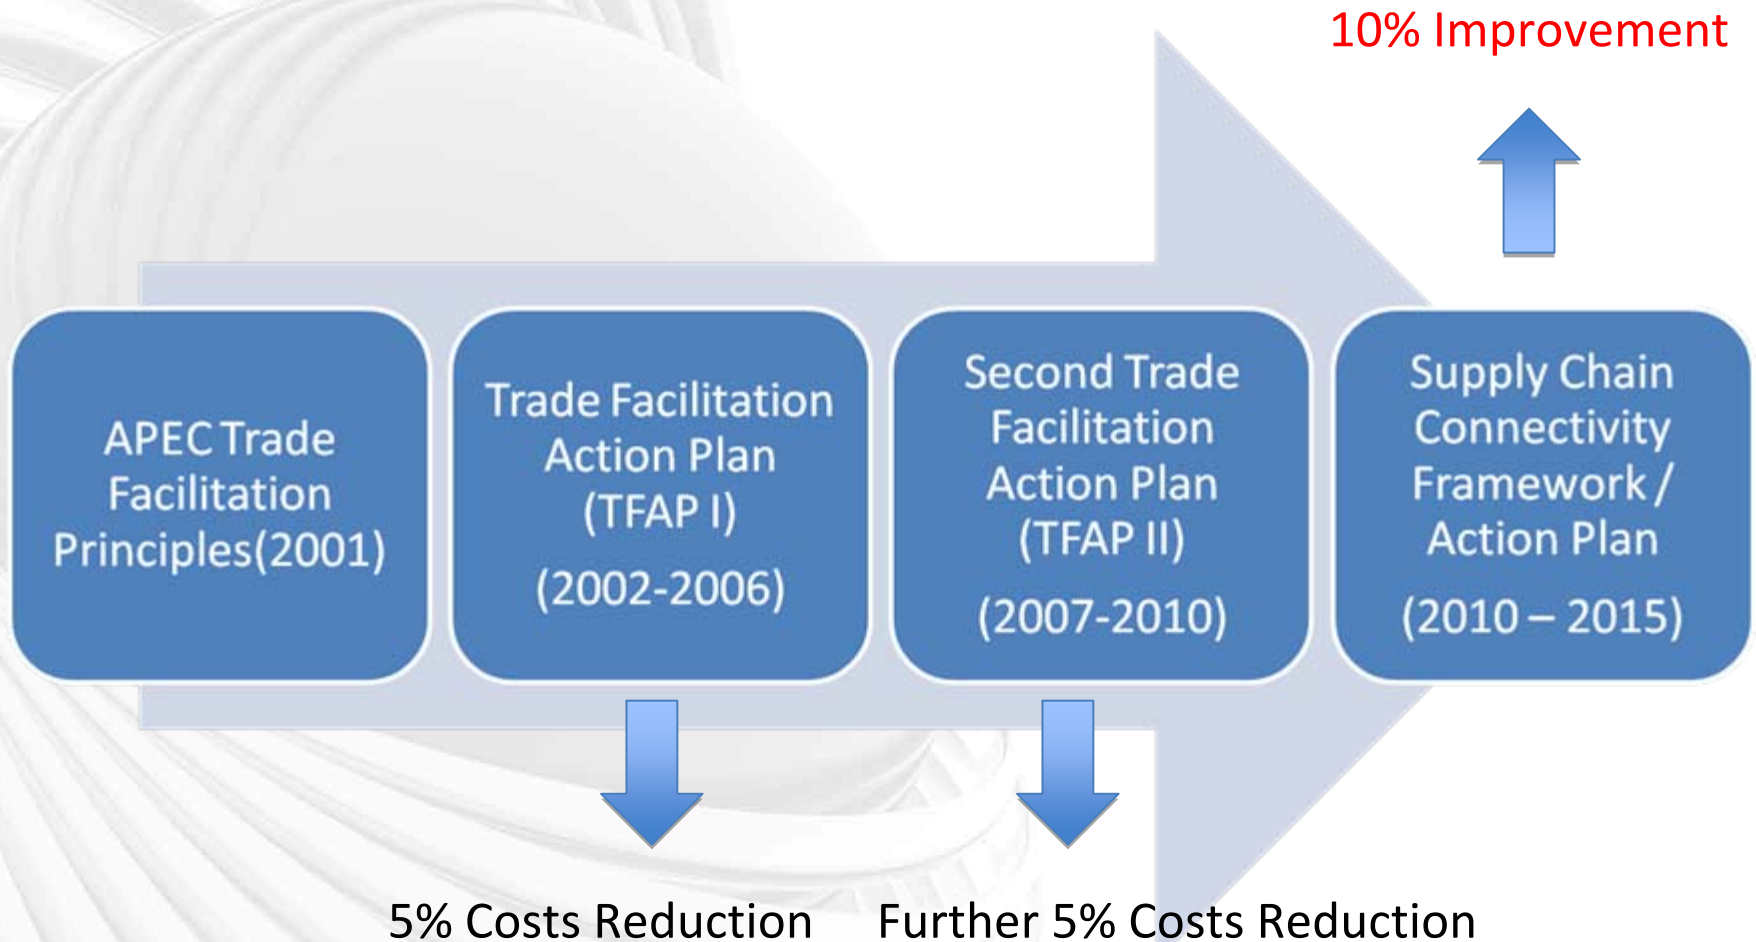 10% Improvement
APEC Trade
Facilitation
Principles(2001)
Trade Facilitation
Action Plan
(TFAP I)
(2002-2006)
Second Trade
Facilitation
Action Plan
(TFAP II)
(2007-2010)
Supply Chain
Connectivity
Framework /
Action Plan
(2010 – 2015)
5% Costs Reduction
Further 5% Costs Reduction